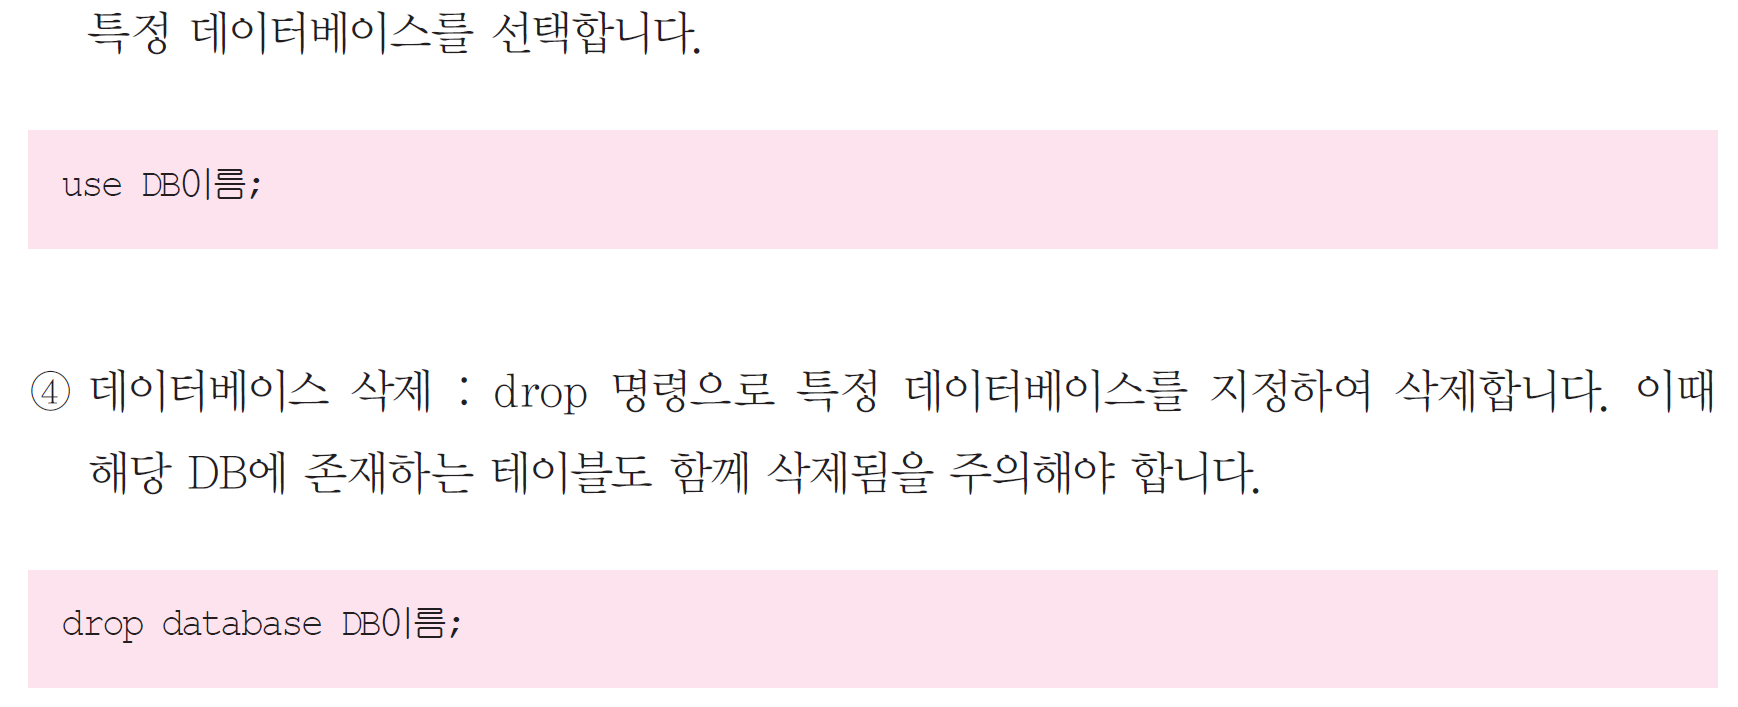 특정 데이터베이스를 선택합니다.
use DB이름;
④ 데이터베이스 삭제 : drop 명령으로 특정 데이터베이스를 지정하여 삭제합니다. 이때
해당 DB에 존재하는 테이블도 함께 삭제됨을 주의해야 합니다.
drop database DB이름;